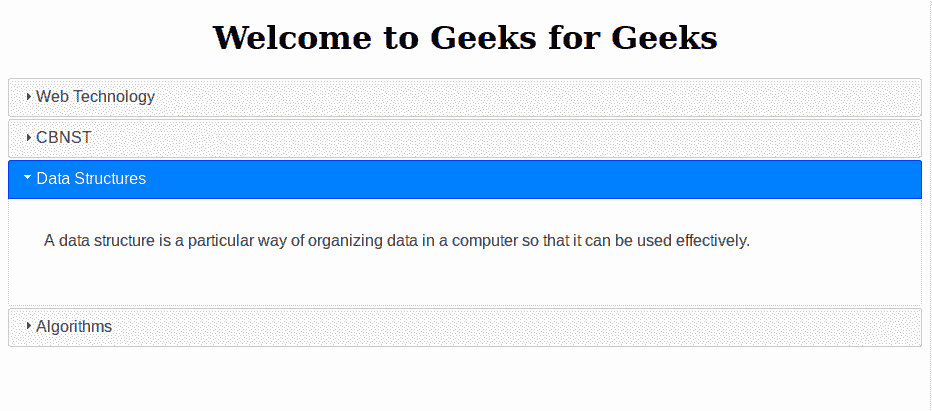 Welcome to Geeks for Geeks
Web Technology
CBNST
Data Structures
A data structure is a particular way of organizing data in a computer so that it can be used effectively.
Algorithms